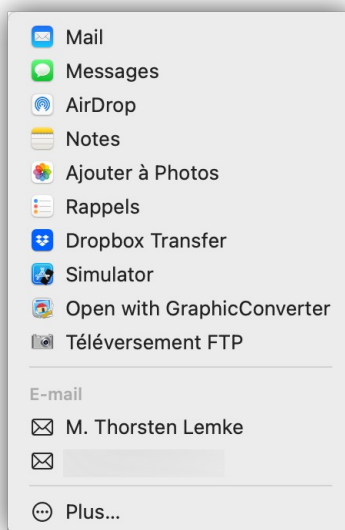 Mail
Messages
AirDrop
Notes
Ajouter à Photos
Rappels
Dropbox Transfer
Simulator
Open with GraphicConverter
Téléversement FTP
E-mail
M. Thorsten Lemke
Plus...